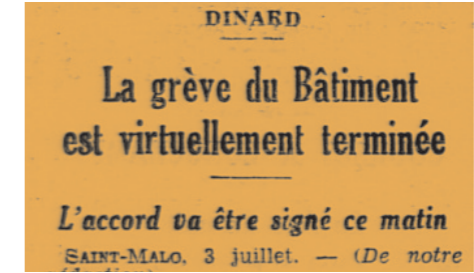 DINARD
La grève du Bâtiment
est virtuellement terminée
L'accord va être signé ce matin
SAINT-MALO, 3 juillet. — (De notre